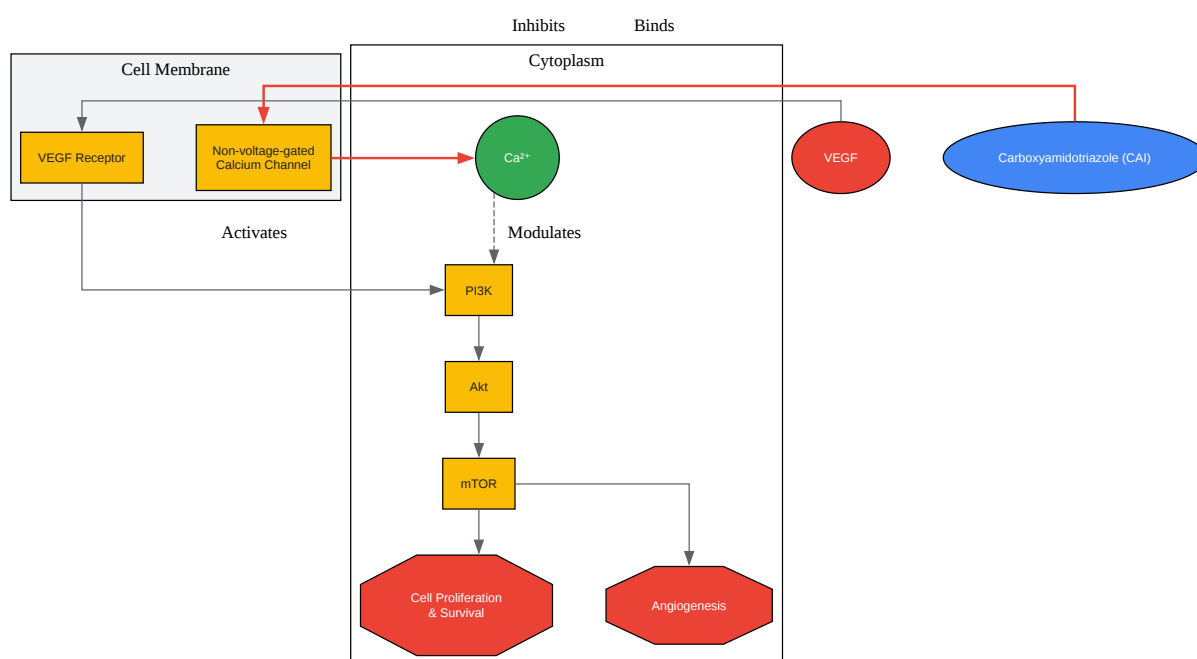 Inhibits
Binds
Cell Membrane
Cytoplasm
VEGF Receptor
Non-voltage-gated
Calcium Channel
Ca²⁺
VEGF
Carboxyamidotriazole (CAI)
Activates
Modulates
PI3K
Akt
mTOR
Cell Proliferation
& Survival
Angiogenesis